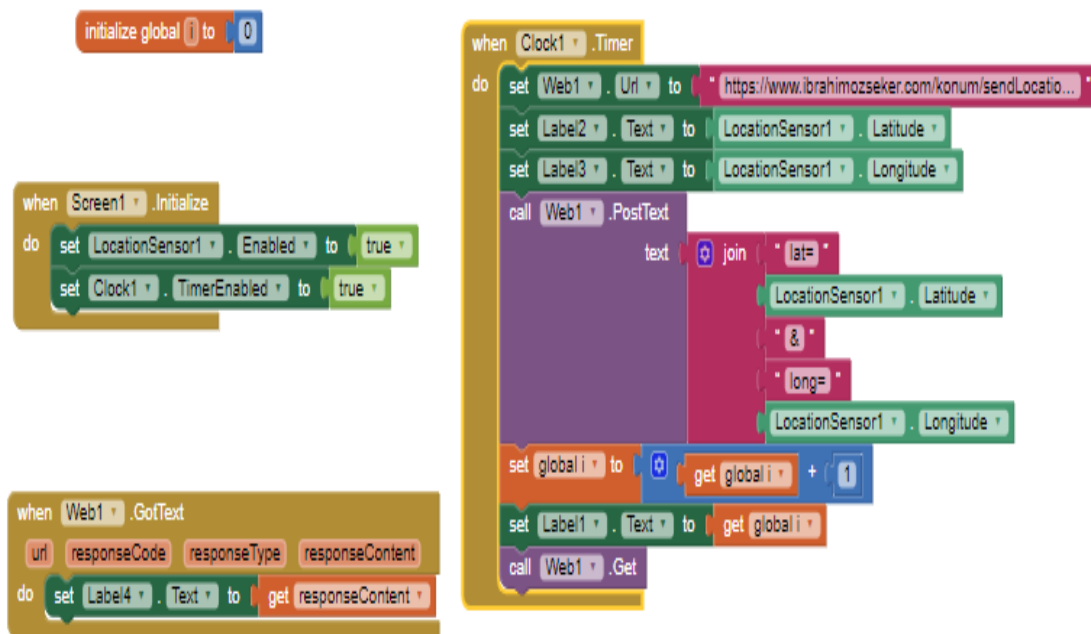 initialize global i to 0
when Screen1 .Initialize
do set LocationSensor1 . Enabled to true
set Clock1 . TimerEnabled to true
when Web1 .GotText
url responseCode responseType responseContent
do set Label4 . Text to get responseContent
when Clock1 .Timer
do set Web1 . Url to " https://www.ibrahimozseker.com/konum/sendLocatio... "
set Label2 . Text to LocationSensor1 . Latitude
set Label3 . Text to LocationSensor1 . Longitude
call Web1 .PostText
text join " lat= "
LocationSensor1 . Latitude
" & "
" long= "
LocationSensor1 . Longitude
set global i to get global i + 1
set Label1 . Text to get global i
call Web1 .Get